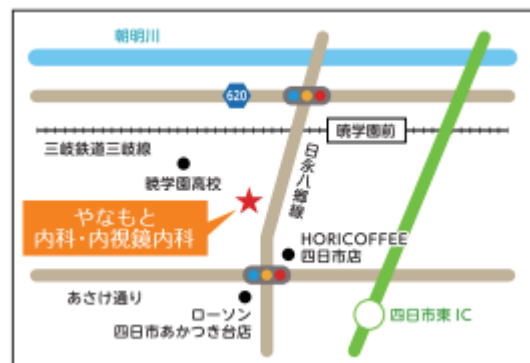 朝明川
620
暁学園前
三岐鉄道三岐線
日永八郷線
暁学園高校
やなもと
内科・内視鏡内科
HORICOFFEE
四日市店
あさけ通り
ローソン
四日市あかつき台店
四日市東 IC